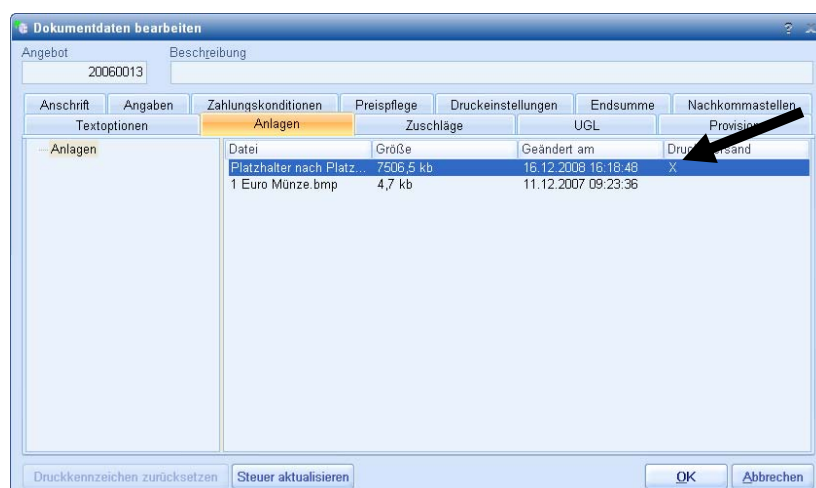 Dokumentdaten bearbeiten
Angebot Beschreibung
20060013
Anschrift Angaben Zahlungskonditionen Preispflege Druckeinstellungen Endsumme Nachkommastellen
Textoptionen Anlagen Zuschläge UGL
Anlagen Datei Größe Geändert am
Platzhalter nach Platz... 7506,5 kb 16.12.2008 16:18:48 X
1 Euro Münze.bmp 4,7 kb 11.12.2007 09:23:36
Druckkennzeichen zurücksetzen Steuer aktualisieren OK Abbrechen